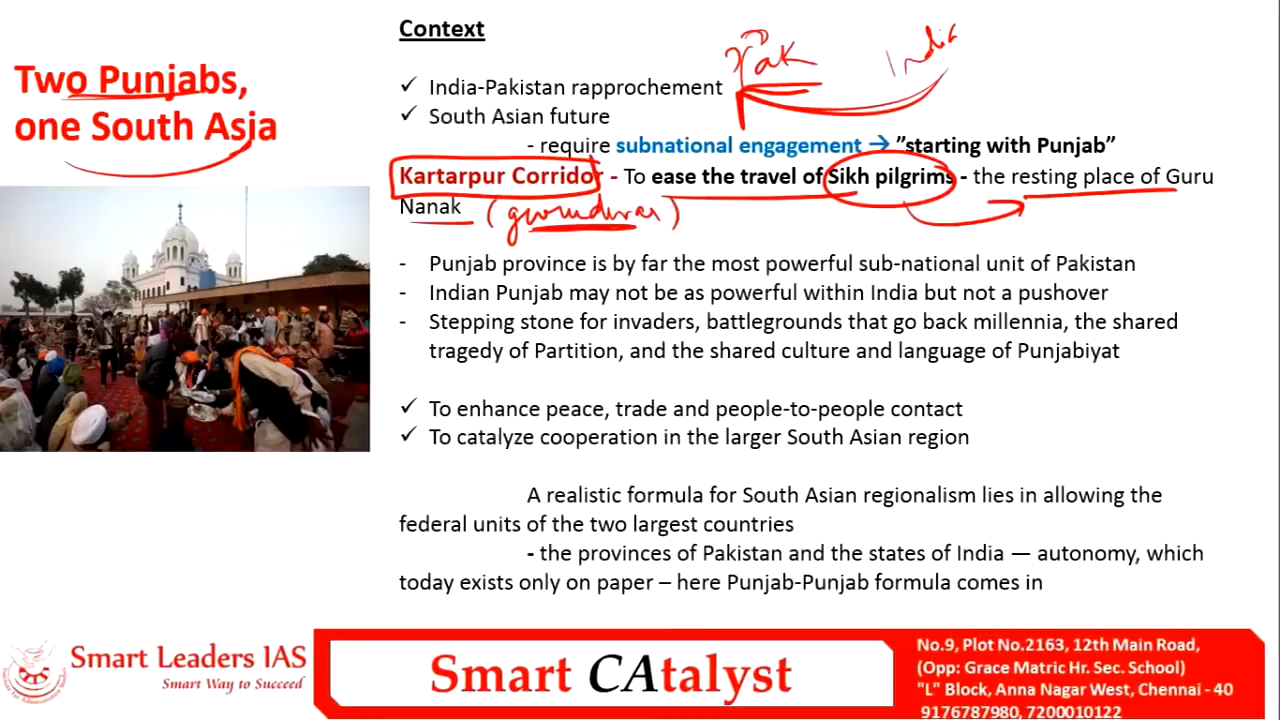 Two Punjabs,
one South Asia
Context
✓ India-Pakistan rapprochement
Pak
India
✓ South Asian future
- require subnational engagement → ”starting with Punjab”
Kartarpur Corridor - To ease the travel of Sikh pilgrims - the resting place of Guru
Nanak
- Punjab province is by far the most powerful sub-national unit of Pakistan
- Indian Punjab may not be as powerful within India but not a pushover
- Stepping stone for invaders, battlegrounds that go back millennia, the shared
tragedy of Partition, and the shared culture and language of Punjabiyat
✓ To enhance peace, trade and people-to-people contact
✓ To catalyze cooperation in the larger South Asian region
A realistic formula for South Asian regionalism lies in allowing the
federal units of the two largest countries
- the provinces of Pakistan and the states of India — autonomy, which
today exists only on paper – here Punjab-Punjab formula comes in
Smart Leaders IAS
Smart Way to Succeed
Smart CAtalyst
No.9, Plot No.2163, 12th Main Road,
(Opp: Grace Matric Hr. Sec. School)
"L" Block, Anna Nagar West, Chennai - 40
9176787980, 7200010122